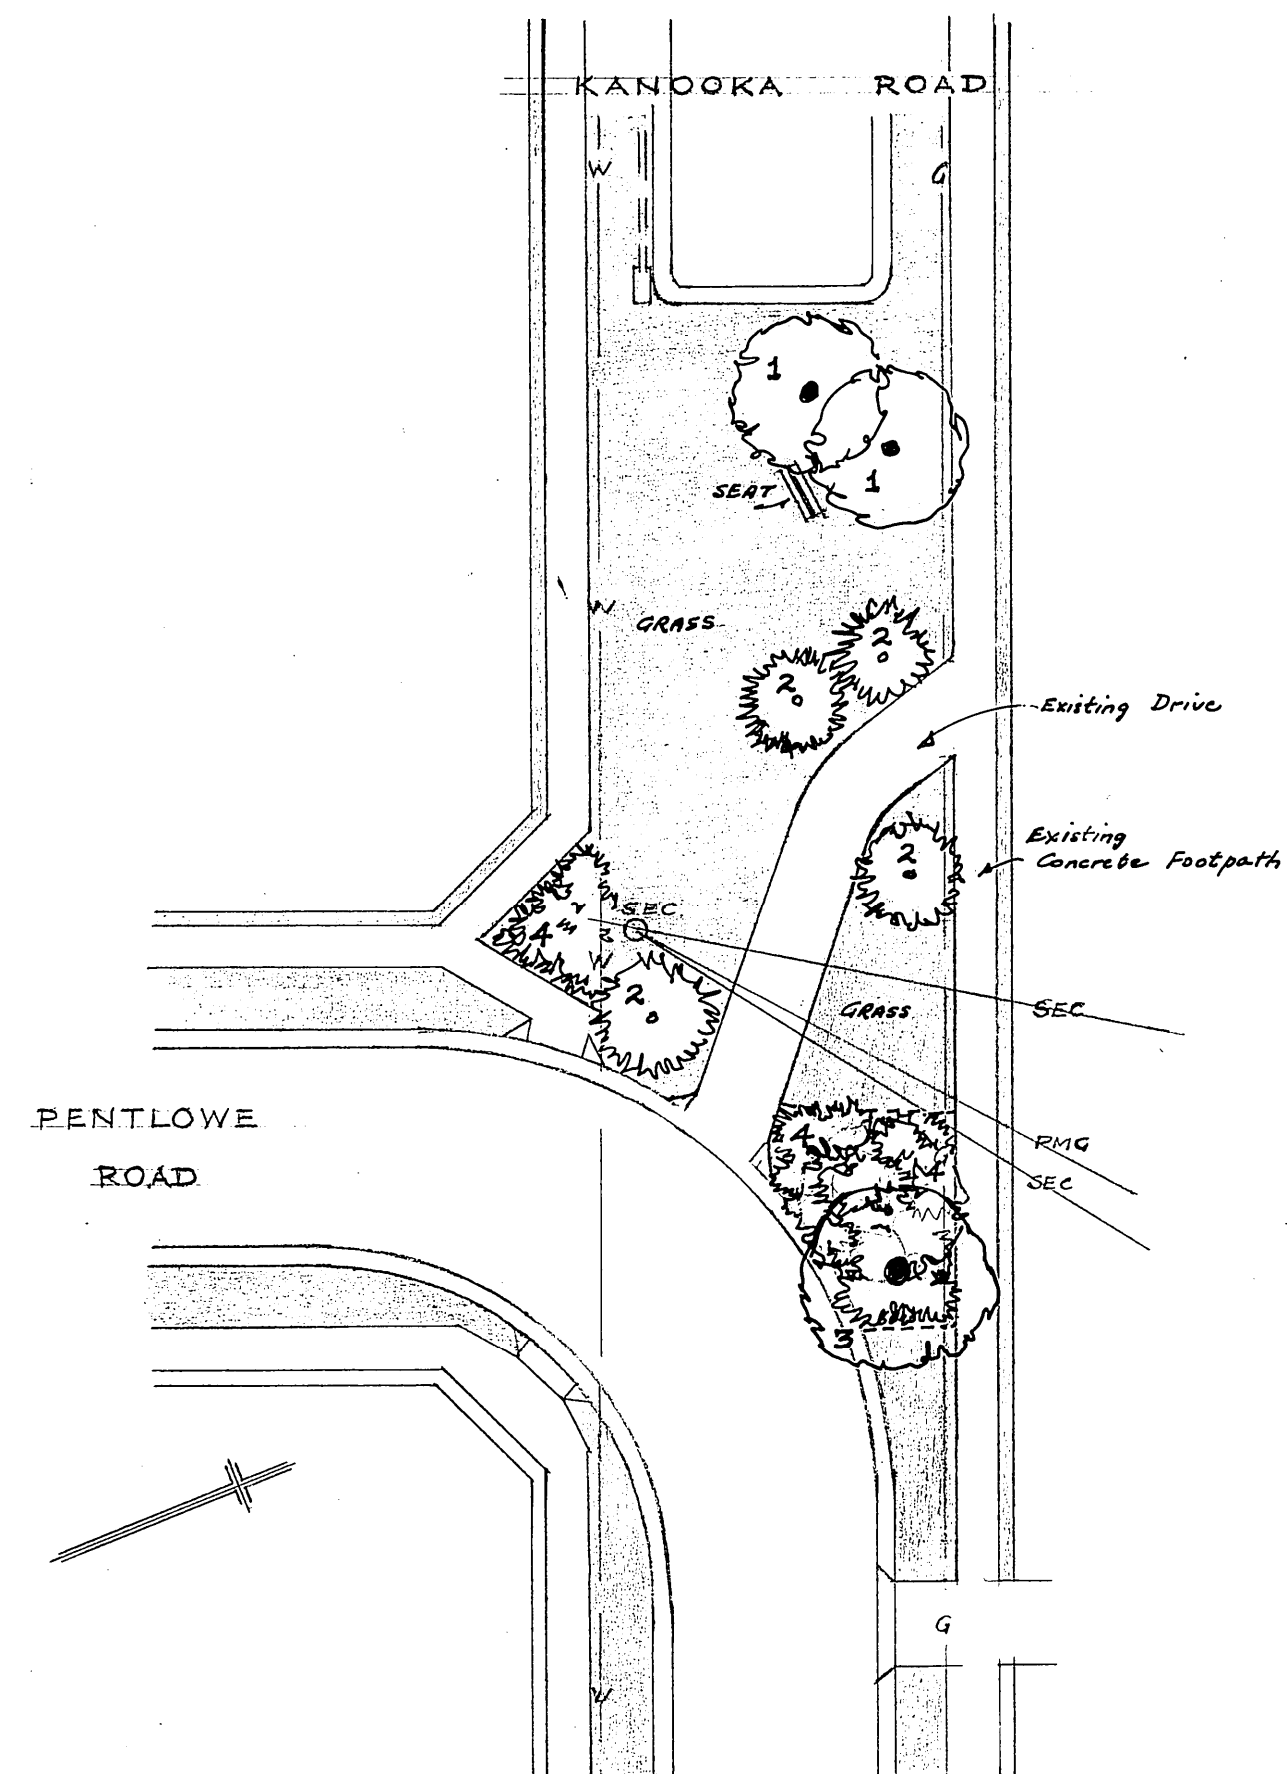 KANOOKA ROAD
W
G
1
1
SEAT
W
GRASS
2
2
Existing Drive
2
Existing
Concrete Footpath
SEC
4
W
2
GRASS
SEC
PENTLOWE
ROAD
4
PMG
4
SEC
3
G
W